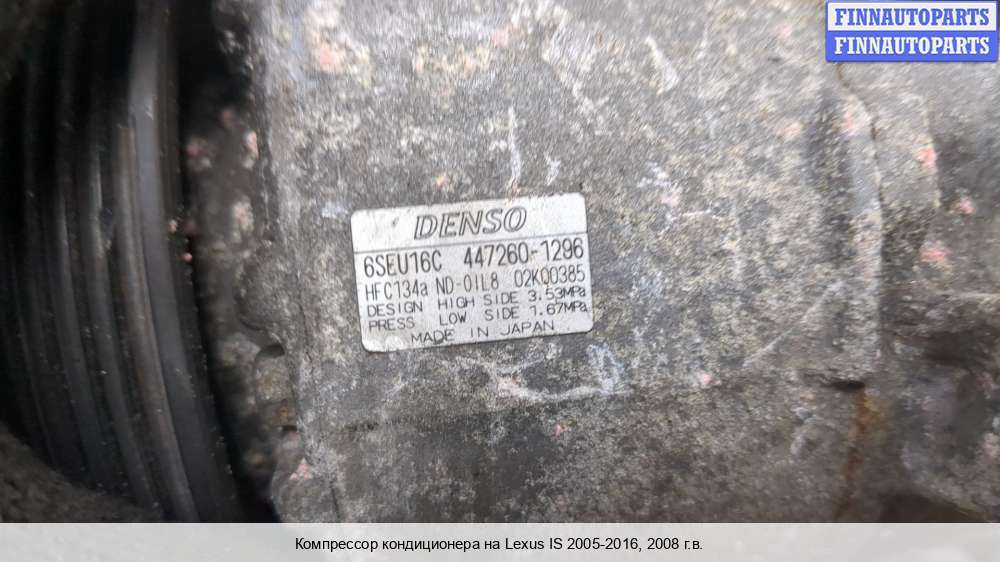 FINNAUTOPARTS
FINNAUTOPARTS
DENSO
6SEU16C 447260-1296
HFC134a ND-OIL8 02K00385
DESIGN HIGH SIDE 3.53MPa
PRESS LOW SIDE 1.67MPa
MADE IN JAPAN
Компрессор кондиционера на Lexus IS 2005-2016, 2008 г.в.